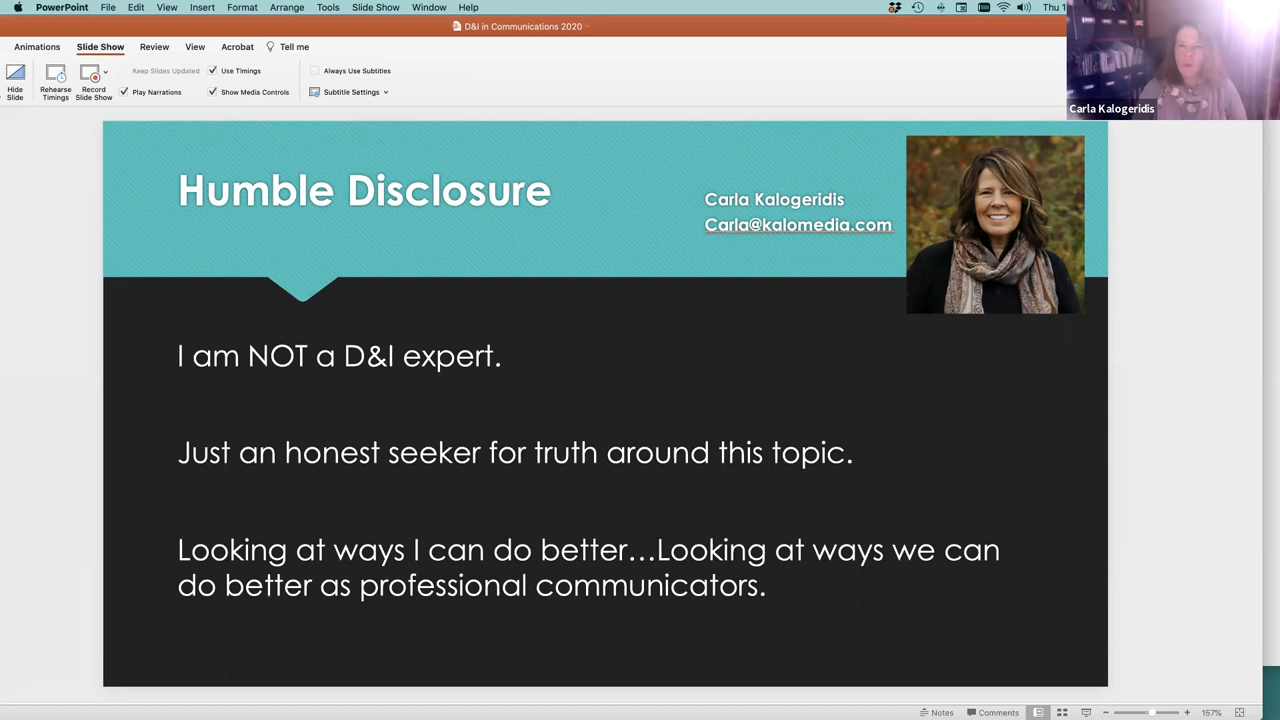 PowerPoint File Edit View Insert Format Arrange Tools Slide Show Window Help Thu 1
D&I in Communications 2020
Animations Slide Show Review View Acrobat Tell me
Hide Slide
Rehearse Timings
Record Slide Show
Keep Slides Updated
Play Narrations
Use Timings
Show Media Controls
Always Use Subtitles
Subtitle Settings
Carla Kalogeridis
Humble Disclosure
Carla Kalogeridis
Carla@kalomedia.com
I am NOT a D&I expert.
Just an honest seeker for truth around this topic.
Looking at ways I can do better…Looking at ways we can
do better as professional communicators.
Notes Comments 157%